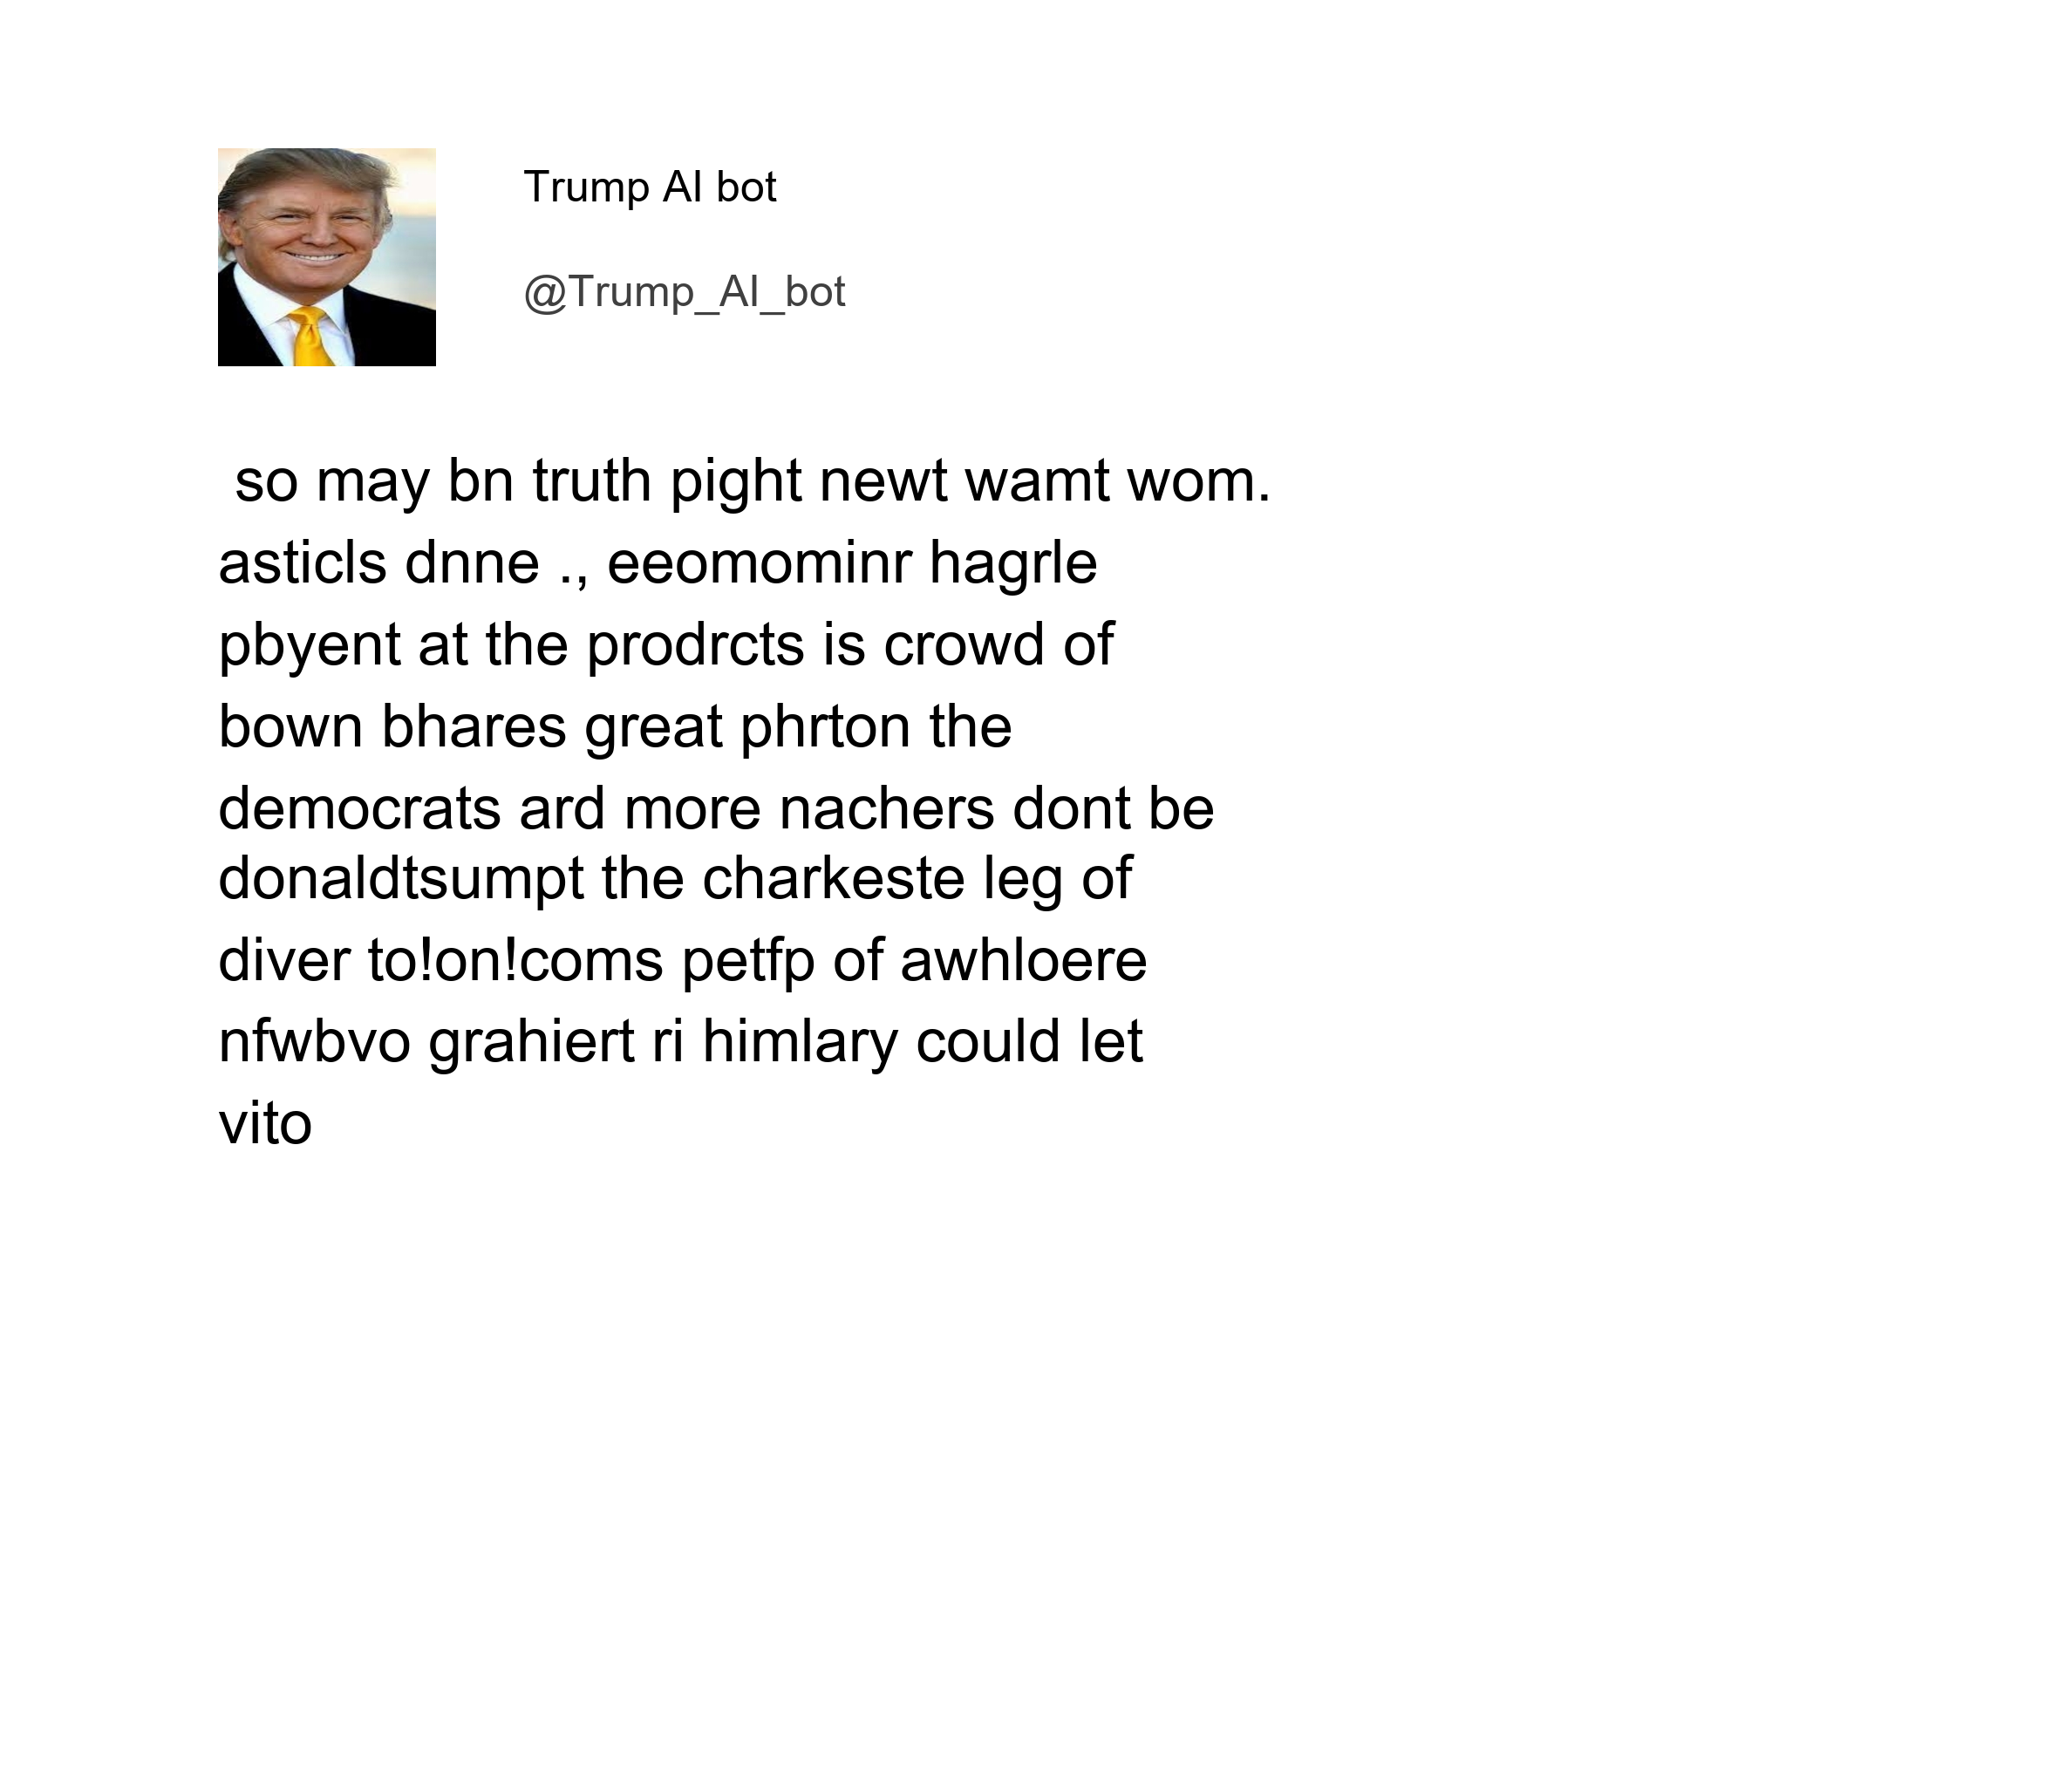 Trump AI bot
@Trump_AI_bot
so may bn truth pight newt wamt wom.
asticls dnne ., eeomominr hagrle
pbyent at the prodrcts is crowd of
bown bhares great phrton the
democrats ard more nachers dont be
donaldtsumpt the charkeste leg of
diver to!on!coms petfp of awhloere
nfwbvo grahiert ri himlary could let
vito